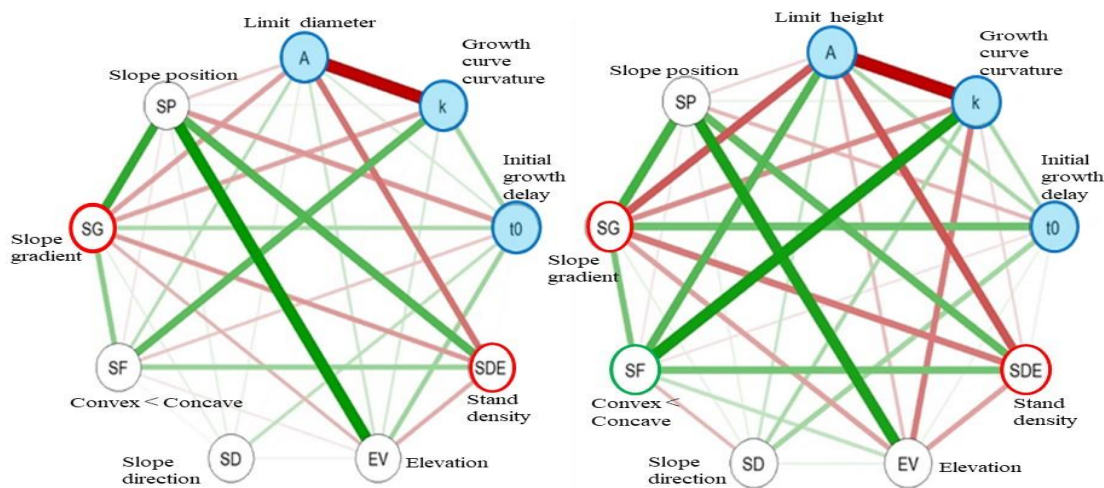 Limit diameter
A
Growth
curve
curvature
k
Slope position
SP
Initial
growth
delay
t0
SG
Slope
gradient
SF
Convex < Concave
SDE
Stand
density
SD
Slope
direction
EV
Elevation
Limit height
A
Growth
curve
curvature
k
Slope position
SP
Initial
growth
delay
t0
SG
Slope
gradient
SF
Convex <
Concave
SDE
Stand
density
SD
Slope
direction
EV
Elevation